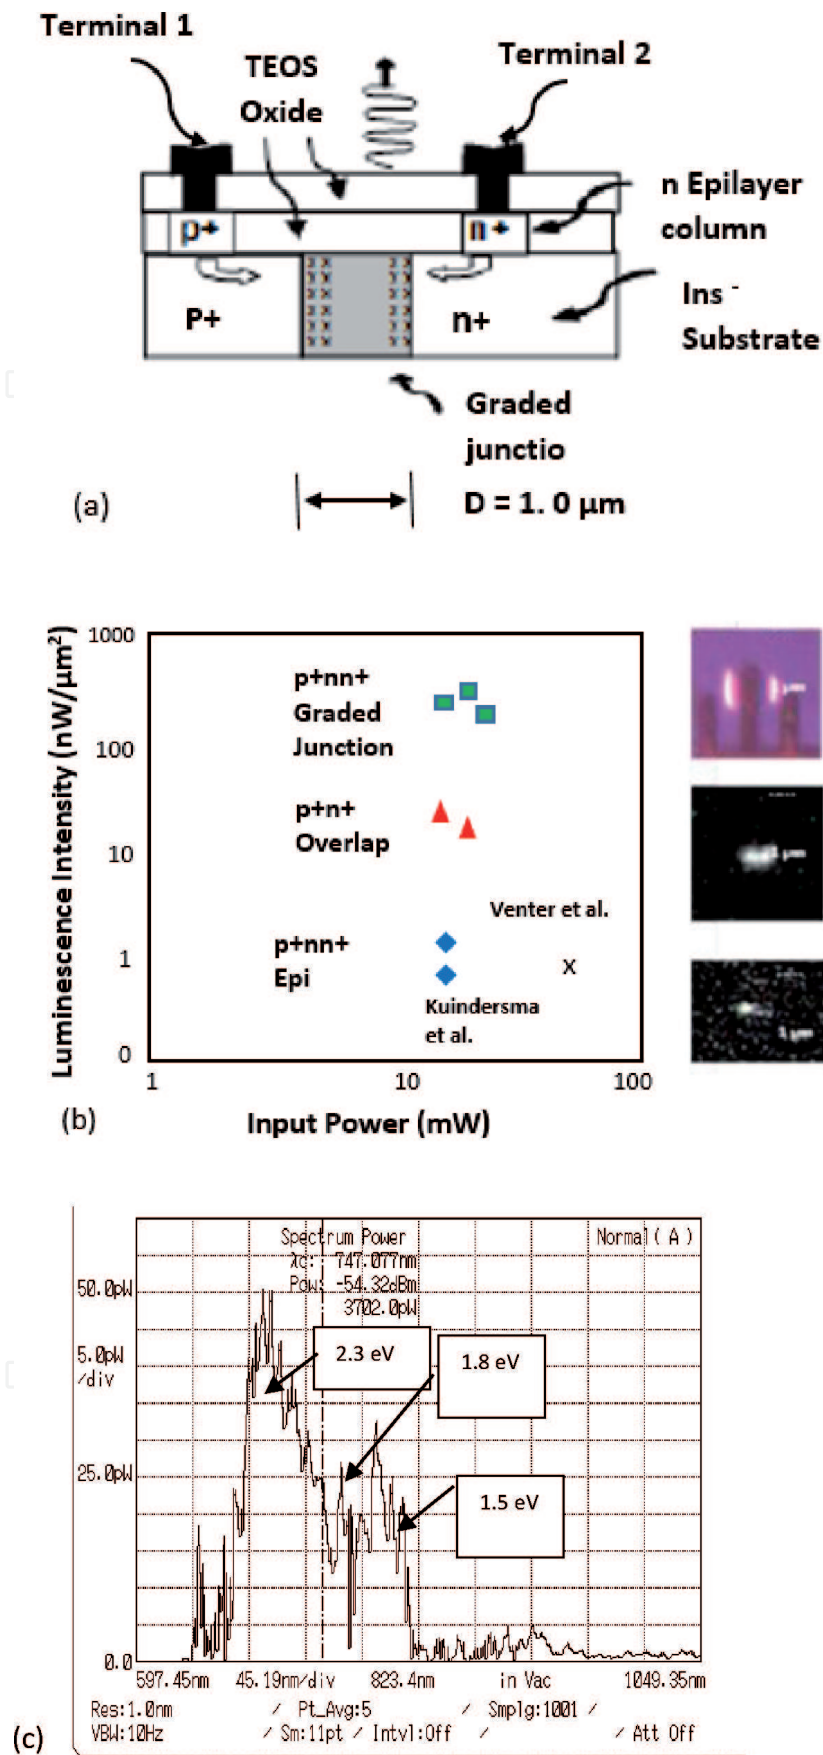 Terminal 1
TEOS
Oxide
Terminal 2
n Epilayer
column
p+
n+
P+
n+
Ins -
Substrate
Graded
junctio
D = 1. 0 μm
(a)
Luminescence Intensity (nW/μm²)
1000
100
10
1
0
p+nn+
Graded
Junction
p+n+
Overlap
Venter et al.
p+nn+
Epi
x
Kuindersma
et al.
1
10
100
Input Power (mW)
μm
μm
1 μm
(b)
Spectrum Power
λc: 747.077nm
Pow: -54.32dBm
3702.0pW
Normal ( A )
50.0pW
5.0pW
/div
25.0pW
0.0
2.3 eV
1.8 eV
1.5 eV
597.45nm 45.19nm/div 823.4nm in Vac 1049.35nm
Res:1.0nm / Pt_Avg:5 / Smplg:1001 /
VBW:10Hz / Sm:11pt / Intvl:Off / / Att Off
(c)